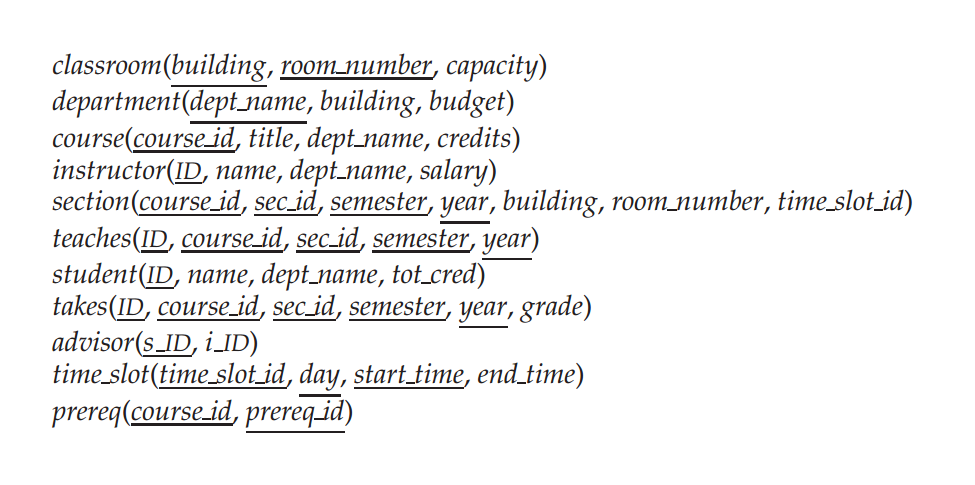 classroom(building, room_number, capacity)
department(dept_name, building, budget)
course(course_id, title, dept_name, credits)
instructor(ID, name, dept_name, salary)
section(course_id, sec_id, semester, year, building, room_number, time_slot_id)
teaches(ID, course_id, sec_id, semester, year)
student(ID, name, dept_name, tot_cred)
takes(ID, course_id, sec_id, semester, year, grade)
advisor(s_ID, i_ID)
time_slot(time_slot_id, day, start_time, end_time)
prereq(course_id, prereq_id)